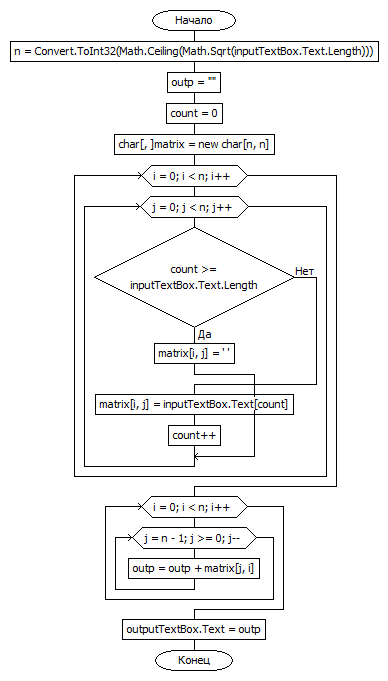 Начало
n = Convert.ToInt32(Math.Ceiling(Math.Sqrt(inputTextBox.Text.Length)))
outp = ""
count = 0
char[, ]matrix = new char[n, n]
i = 0; i < n; i++
j = 0; j < n; j++
count >=
inputTextBox.Text.Length
Нет
Да
matrix[i, j] = ' '
matrix[i, j] = inputTextBox.Text[count]
count++
i = 0; i < n; i++
j = n - 1; j >= 0; j--
outp = outp + matrix[j, i]
outputTextBox.Text = outp
Конец